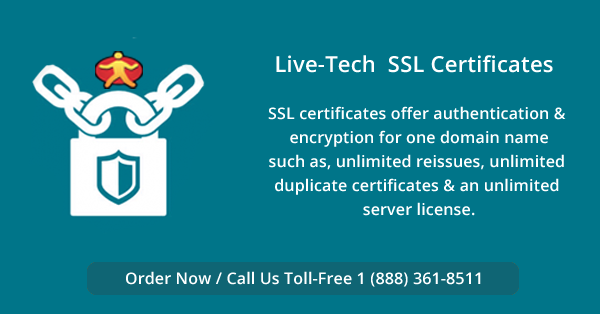 Live-Tech  SSL Certificates
SSL certificates offer authentication &
encryption for one domain name
such as, unlimited reissues, unlimited
duplicate certificates & an unlimited
server license.
Order Now / Call Us Toll-Free 1 (888) 361-8511